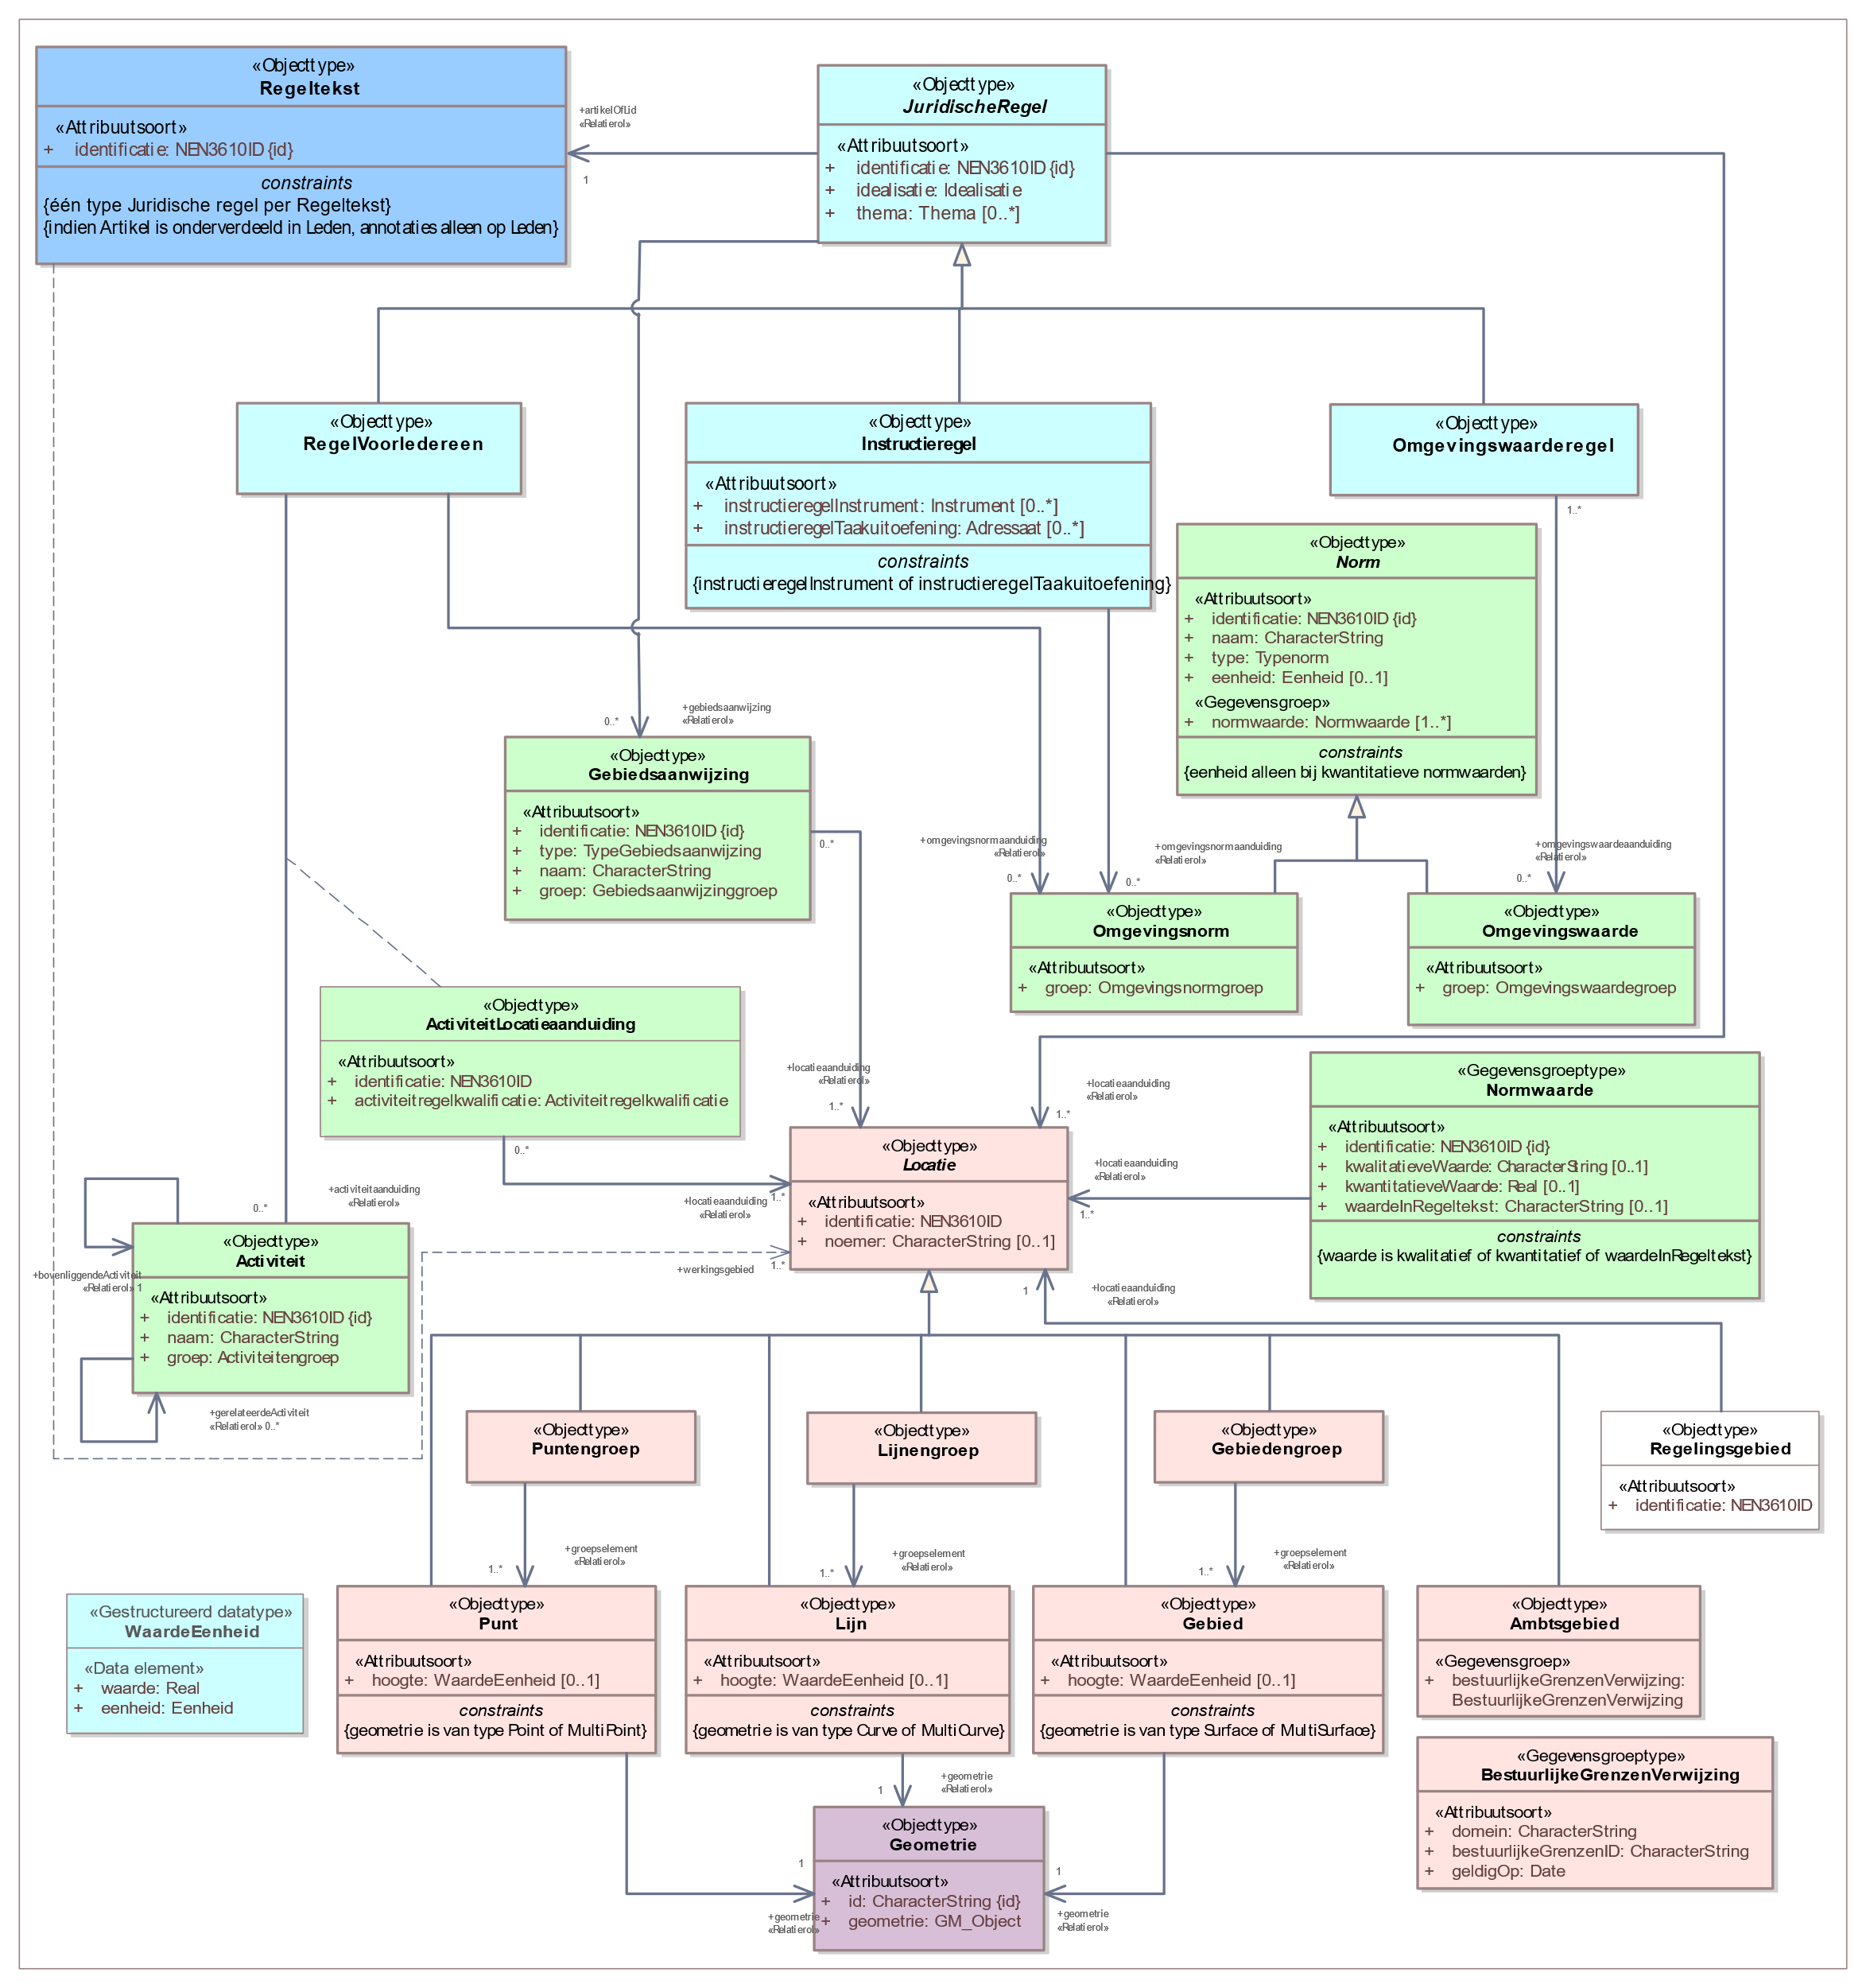 «Objecttype»
Regeltekst
«Attribuutsoort»
+ identificatie: NEN3610ID {id}
constraints
{één type Juridische regel per Regeltekst}
{indien Artikel is onderverdeeld in Leden, annotaties alleen op Leden}
+artikelOfLid
«Relatierol»
1
«Objecttype»
JuridischeRegel
«Attribuutsoort»
+ identificatie: NEN3610ID {id}
+ idealisatie: Idealisatie
+ thema: Thema [0..*]
«Objecttype»
RegelVoorIedereen
«Objecttype»
Instructieregel
«Attribuutsoort»
+ instructieregelInstrument: Instrument [0..*]
+ instructieregelTaakuitoefening: Adressaat [0..*]
constraints
{instructieregelInstrument of instructieregelTaakuitoefening}
«Objecttype»
Omgevingswaarderegel
1..*
«Objecttype»
Norm
«Attribuutsoort»
+ identificatie: NEN3610ID {id}
+ naam: CharacterString
+ type: Typenorm
+ eenheid: Eenheid [0..1]
«Gegevensgroep»
+ normwaarde: Normwaarde [1..*]
constraints
{eenheid alleen bij kwantitatieve normwaarden}
0..*
+gebiedsaanwijzing
«Relatierol»
«Objecttype»
Gebiedsaanwijzing
«Attribuutsoort»
+ identificatie: NEN3610ID {id}
+ type: TypeGebiedsaanwijzing
+ naam: CharacterString
+ groep: Gebiedsaanwijzinggroep
0..*
+omgevingsnormaanduiding
«Relatierol»
0..*
+omgevingsnormaanduiding
«Relatierol»
0..*
+omgevingswaardeaanduiding
«Relatierol»
0..*
«Objecttype»
Omgevingsnorm
«Attribuutsoort»
+ groep: Omgevingsnormgroep
«Objecttype»
Omgevingswaarde
«Attribuutsoort»
+ groep: Omgevingswaardegroep
«Objecttype»
ActiviteitLocatieaanduiding
«Attribuutsoort»
+ identificatie: NEN3610ID
+ activiteitregelkwalificatie: Activiteitregelkwalificatie
0..*
+locatieaanduiding
«Relatierol»
1..*
+locatieaanduiding
«Relatierol»
1..*
«Objecttype»
Locatie
«Attribuutsoort»
+ identificatie: NEN3610ID
+ noemer: CharacterString [0..1]
+locatieaanduiding
«Relatierol»
1..*
+locatieaanduiding
«Relatierol»
1..*
+werkingsgebied
1..*
«Gegevensgroeptype»
Normwaarde
«Attribuutsoort»
+ identificatie: NEN3610ID {id}
+ kwalitatieveWaarde: CharacterString [0..1]
+ kwantitatieveWaarde: Real [0..1]
+ waardeInRegeltekst: CharacterString [0..1]
constraints
{waarde is kwalitatief of kwantitatief of waardeInRegeltekst}
+activiteitaanduiding
«Relatierol»
0..*
«Objecttype»
Activiteit
«Attribuutsoort»
+ identificatie: NEN3610ID {id}
+ naam: CharacterString
+ groep: Activiteitengroep
+bovenliggendeActiviteit
«Relatierol» 1
+gerelateerdeActiviteit
«Relatierol» 0..*
1
+locatieaanduiding
«Relatierol»
«Objecttype»
Puntengroep
«Objecttype»
Lijnengroep
«Objecttype»
Gebiedengroep
«Objecttype»
Regelingsgebied
«Attribuutsoort»
+ identificatie: NEN3610ID
1..*
+groepselement
«Relatierol»
1..*
+groepselement
«Relatierol»
1..*
+groepselement
«Relatierol»
«Gestructureerd datatype»
WaardeEenheid
«Data element»
+ waarde: Real
+ eenheid: Eenheid
«Objecttype»
Punt
«Attribuutsoort»
+ hoogte: WaardeEenheid [0..1]
constraints
{geometrie is van type Point of MultiPoint}
«Objecttype»
Lijn
«Attribuutsoort»
+ hoogte: WaardeEenheid [0..1]
constraints
{geometrie is van type Curve of MultiCurve}
«Objecttype»
Gebied
«Attribuutsoort»
+ hoogte: WaardeEenheid [0..1]
constraints
{geometrie is van type Surface of MultiSurface}
«Objecttype»
Ambtsgebied
«Gegevensgroep»
+ bestuurlijkeGrenzenVerwijzing:
BestuurlijkeGrenzenVerwijzing
«Gegevensgroeptype»
BestuurlijkeGrenzenVerwijzing
«Attribuutsoort»
+ domein: CharacterString
+ bestuurlijkeGrenzenID: CharacterString
+ geldigOp: Date
1
+geometrie
«Relatierol»
«Objecttype»
Geometrie
«Attribuutsoort»
+ id: CharacterString {id}
+ geometrie: GM_Object
1
+geometrie
«Relatierol»
1
+geometrie
«Relatierol»